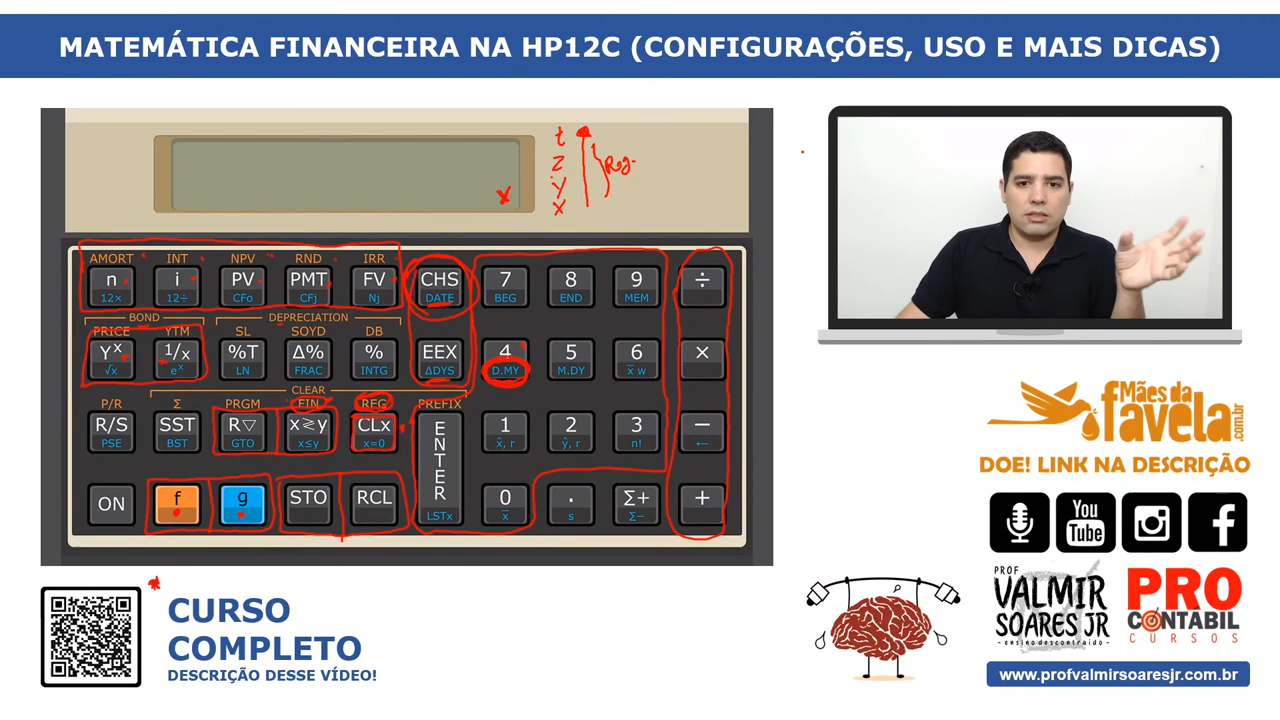 MATEMÁTICA FINANCEIRA NA HP12C (CONFIGURAÇÕES, USO E MAIS DICAS)
t
Z
Y
X
Reg.
x
AMORT INT NPV RND IRR
n i PV PMT FV CHS 7 8 9 ÷
12× 12÷ CFo CFj Nj DATE BEG END MEM
BOND DEPRECIATION
PRICE YTM SL SOYD DB
Yˣ 1/x %T Δ% % EEX 4 5 6 ×
√x eˣ LN FRAC INTG ΔDYS D.MY M.DY x̄ w
CLEAR
P/R Σ PRGM FIN REG PREFIX
R/S SST R▽ x≷y CLx ENTER 1 2 3 −
PSE BST GTO x≤y x=0 x̂, r ŷ, r n! ←
ON f g STO RCL 0 . Σ+ +
LSTx x̄ s Σ−
Mães da
favela.com.br
DOE! LINK NA DESCRIÇÃO
You
Tube
f
CURSO
COMPLETO
DESCRIÇÃO DESSE VÍDEO!
PROF
VALMIR
SOARES JR
ensino descontraído
PRO
CONTÁBIL
CURSOS
www.profvalmirsoaresjr.com.br